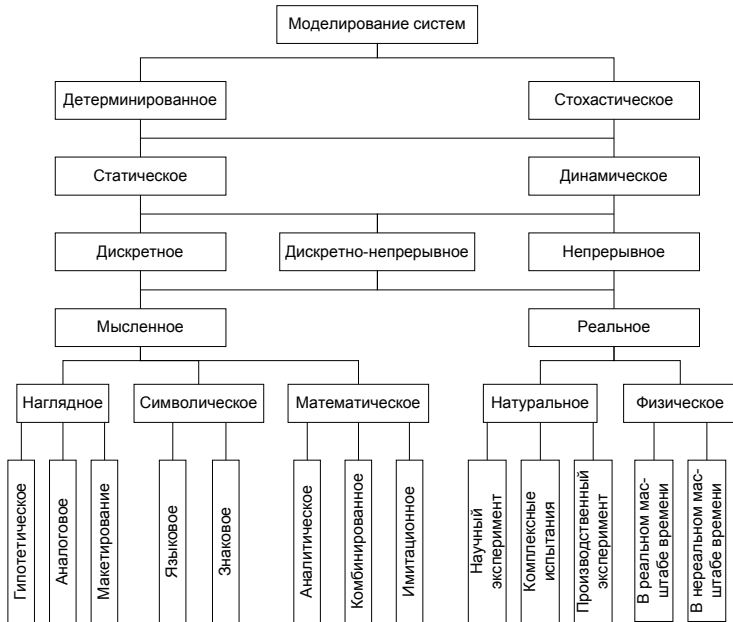 Моделирование систем
Детерминированное
Стохастическое
Статическое
Динамическое
Дискретное
Дискретно-непрерывное
Непрерывное
Мысленное
Реальное
Наглядное
Символическое
Математическое
Натуральное
Физическое
Гипотетическое
Аналоговое
Макетирование
Языковое
Знаковое
Аналитическое
Комбинированное
Имитационное
Научный
эксперимент
Комплексные
испытания
Производственный
эксперимент
В реальном мас-
штабе времени
В нереальном мас-
штабе времени